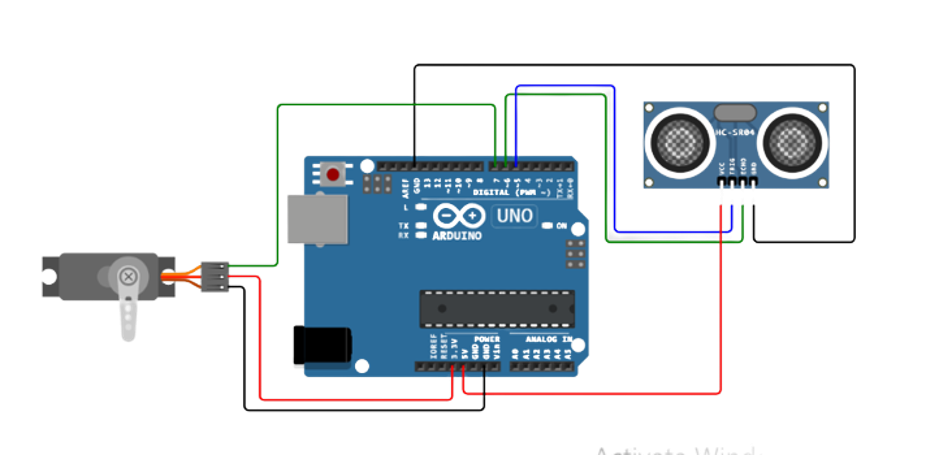 HC-SR04
VCC
TRIG
ECHO
GND
AREF
GND
13
12
~11
~10
~9
8
7
~6
~5
4
~3
2
TX→1
RX←0
DIGITAL (PWM ~)
L
TX
RX
UNO
ARDUINO
ON
IOREF
RESET
3.3V
5V
GND
GND
Vin
POWER
ANALOG IN
A0
A1
A2
A3
A4
A5